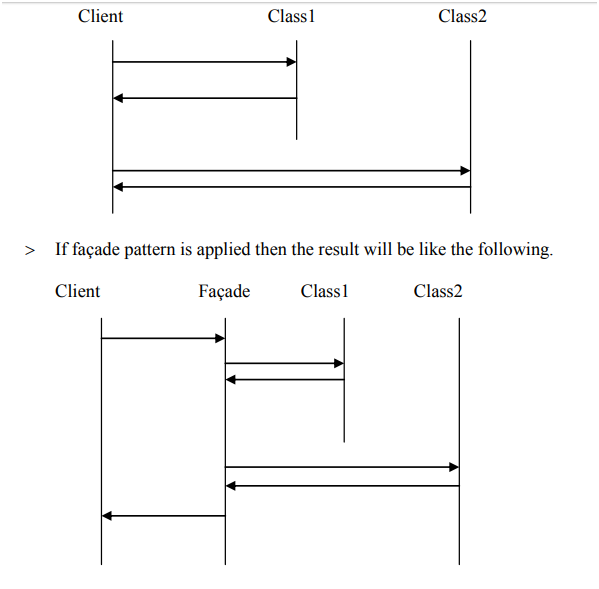 Client Class1 Class2
> If façade pattern is applied then the result will be like the following.
Client Façade Class1 Class2